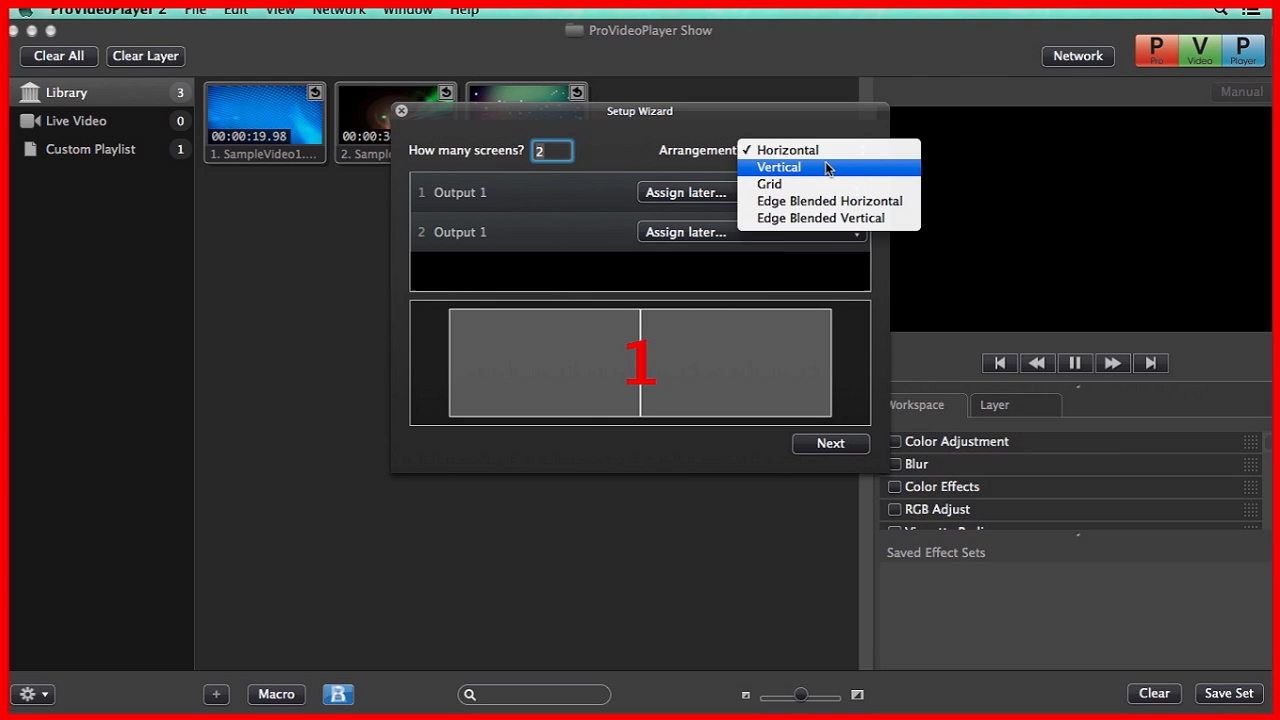 ProVideoPlayer 2 File Edit View Network Window Help
ProVideoPlayer Show
Clear All Clear Layer Network P Pro V Video P Player
Library 3 Manual
Live Video 0
Custom Playlist 1
00:00:19.98 00:00:3
1. SampleVideo1.... 2. Samp
Setup Wizard
How many screens? 2 Arrangement ✓ Horizontal
Vertical
Grid
Edge Blended Horizontal
Edge Blended Vertical
1 Output 1 Assign later...
2 Output 1 Assign later...
1
Next
Workspace Layer
Color Adjustment
Blur
Color Effects
RGB Adjust
Saved Effect Sets
+ Macro Clear Save Set